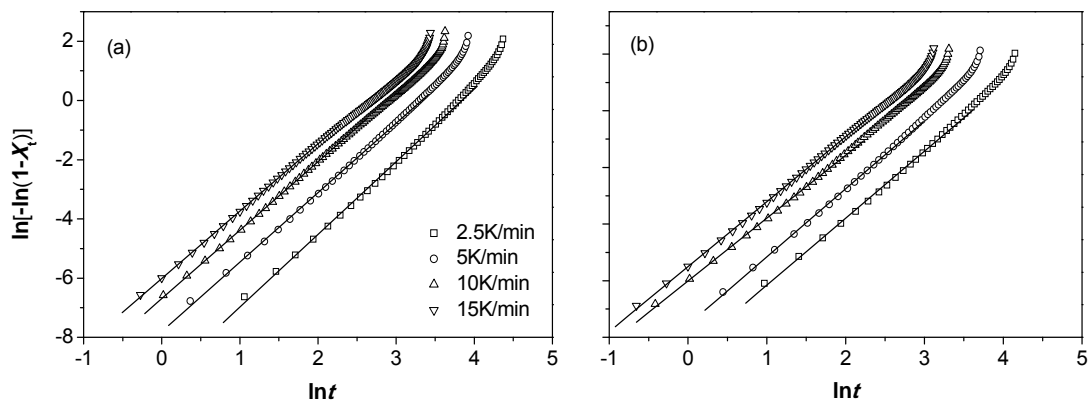 (a)
(b)
ln[-ln(1-Xt)]
2
0
-2
-4
-6
-8
2.5K/min
5K/min
10K/min
15K/min
-1 0 1 2 3 4 5
-1 0 1 2 3 4 5
lnt
lnt